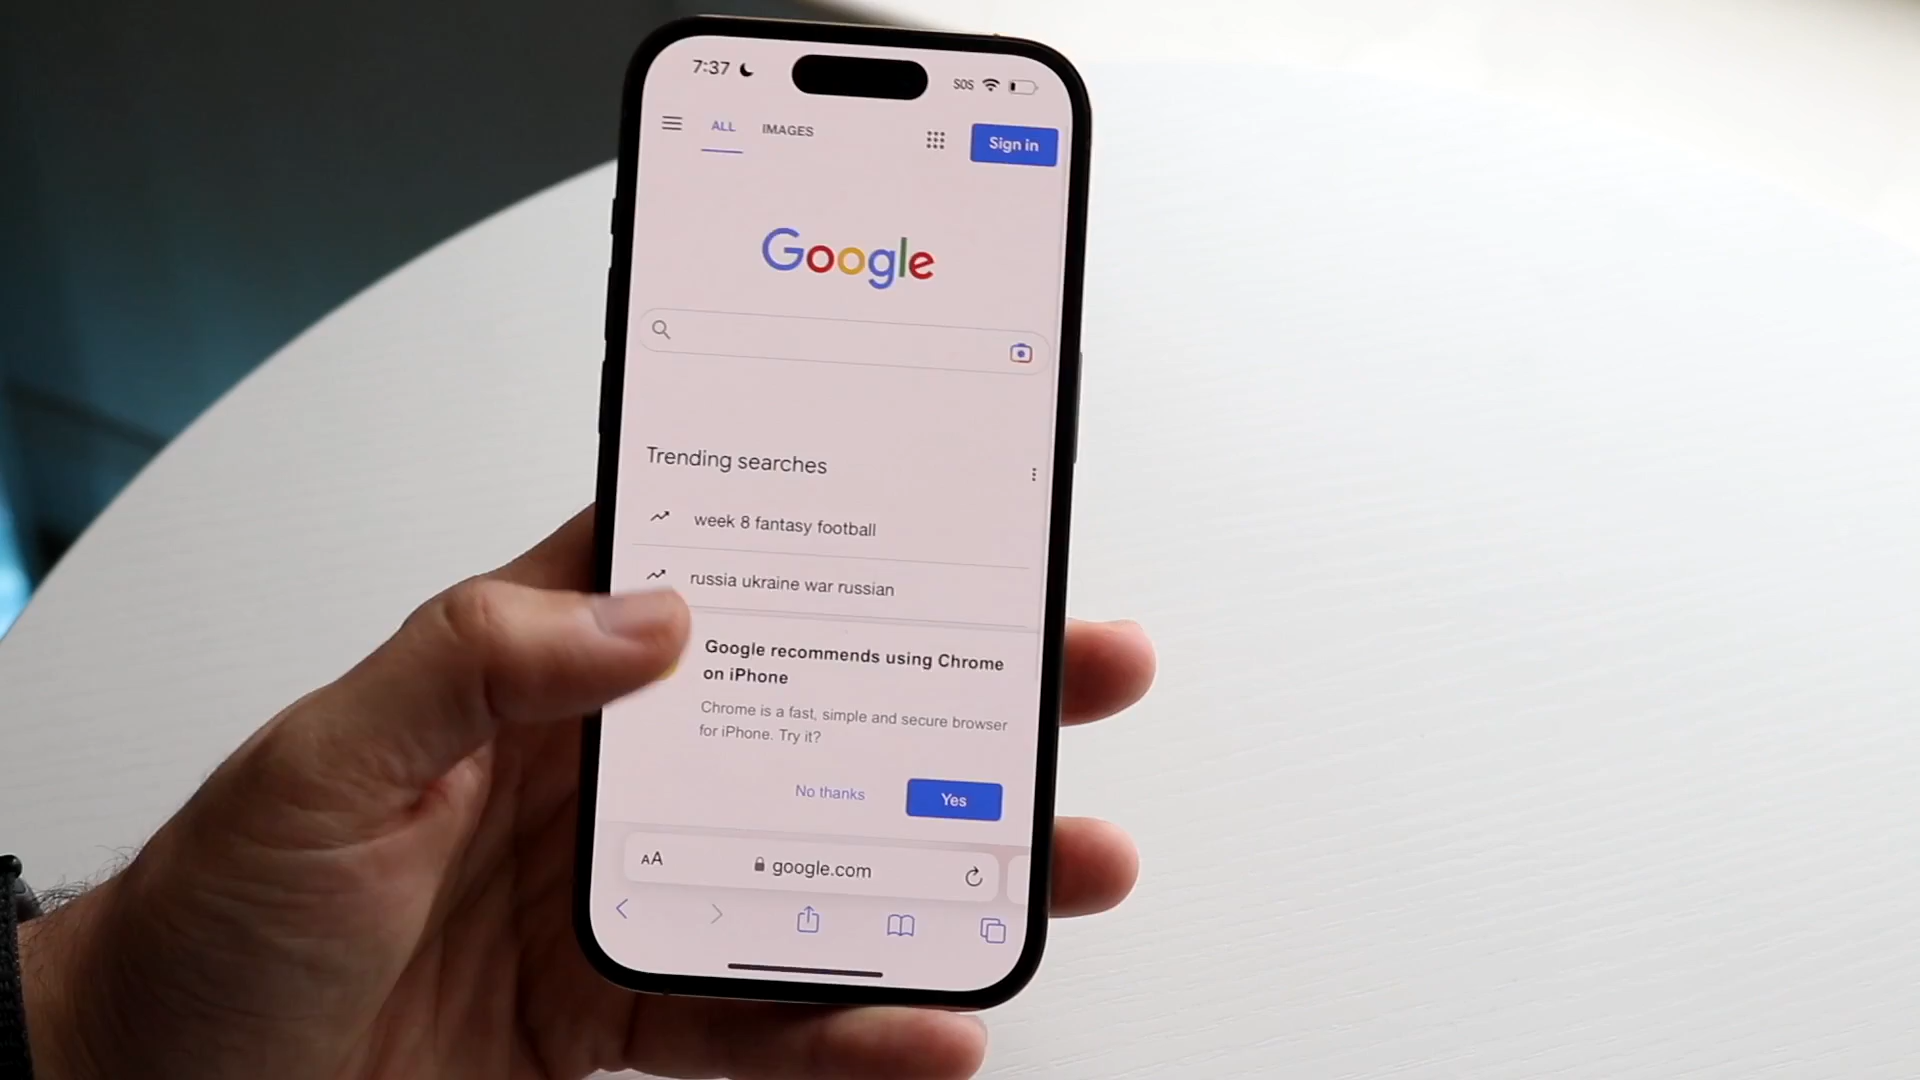 7:37
SOS
ALL IMAGES
Sign in
Google
Trending searches
week 8 fantasy football
russia ukraine war russian
Google recommends using Chrome
on iPhone
Chrome is a fast, simple and secure browser
for iPhone. Try it?
No thanks
Yes
AA
google.com